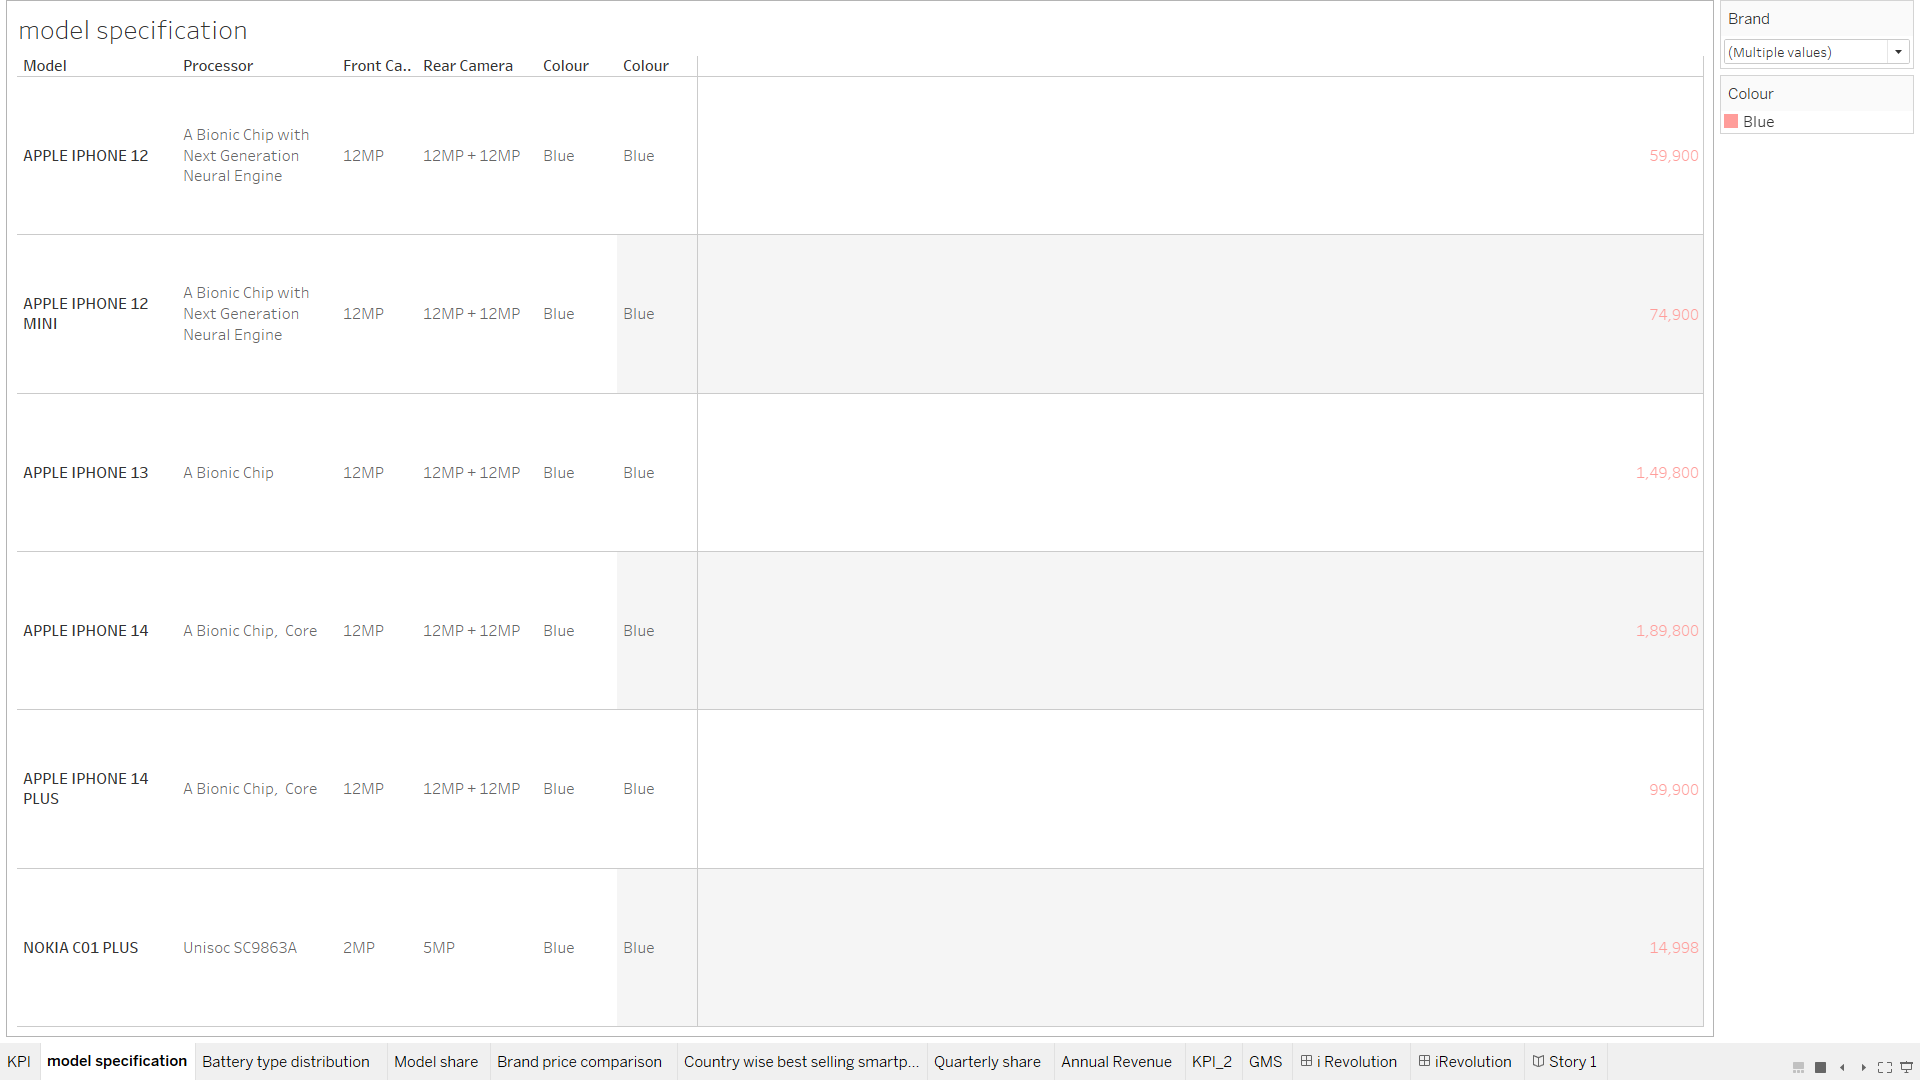 model specification
Model Processor Front Ca.. Rear Camera Colour Colour
APPLE IPHONE 12 A Bionic Chip with Next Generation Neural Engine 12MP 12MP + 12MP Blue Blue 59,900
APPLE IPHONE 12 MINI A Bionic Chip with Next Generation Neural Engine 12MP 12MP + 12MP Blue Blue 74,900
APPLE IPHONE 13 A Bionic Chip 12MP 12MP + 12MP Blue Blue 1,49,800
APPLE IPHONE 14 A Bionic Chip, Core 12MP 12MP + 12MP Blue Blue 1,89,800
APPLE IPHONE 14 PLUS A Bionic Chip, Core 12MP 12MP + 12MP Blue Blue 99,900
NOKIA C01 PLUS Unisoc SC9863A 2MP 5MP Blue Blue 14,998
Brand
(Multiple values)
Colour
Blue
KPI model specification Battery type distribution Model share Brand price comparison Country wise best selling smartp... Quarterly share Annual Revenue KPI_2 GMS i Revolution iRevolution Story 1